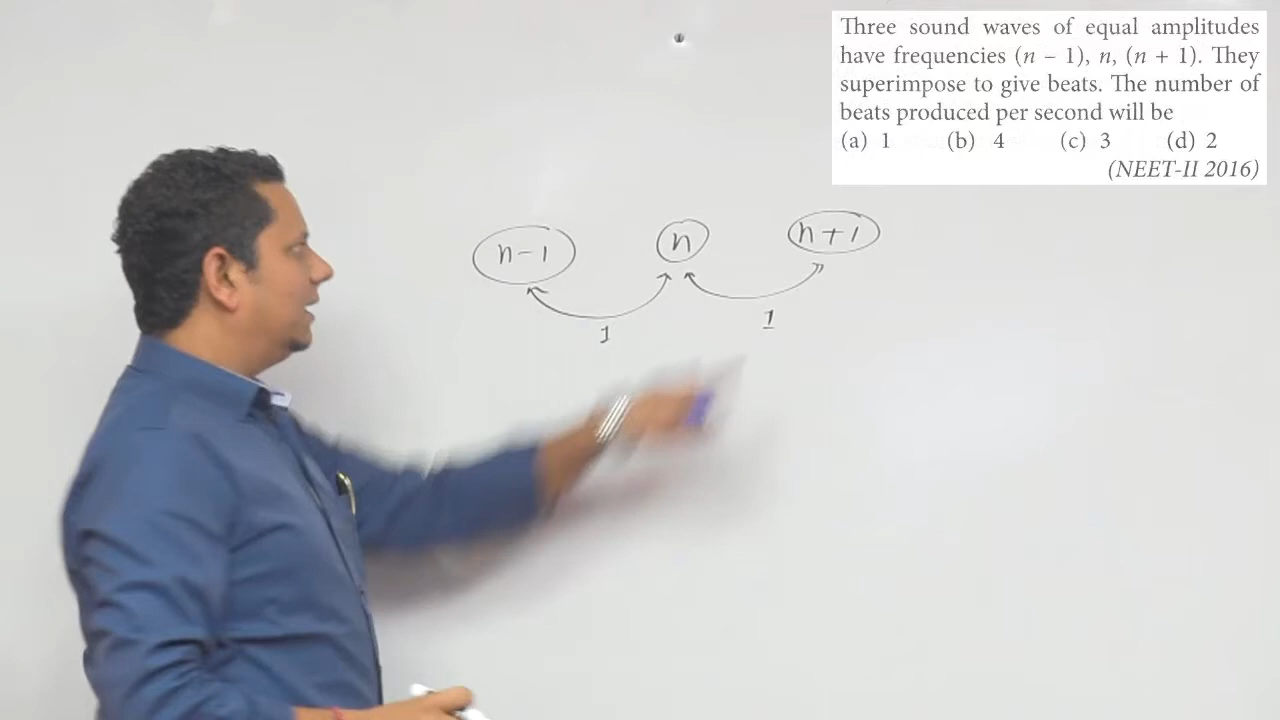 Three sound waves of equal amplitudes
have frequencies (n – 1), n, (n + 1). They
superimpose to give beats. The number of
beats produced per second will be
(a) 1 (b) 4 (c) 3 (d) 2
(NEET-II 2016)
n-1 n n+1
1 1